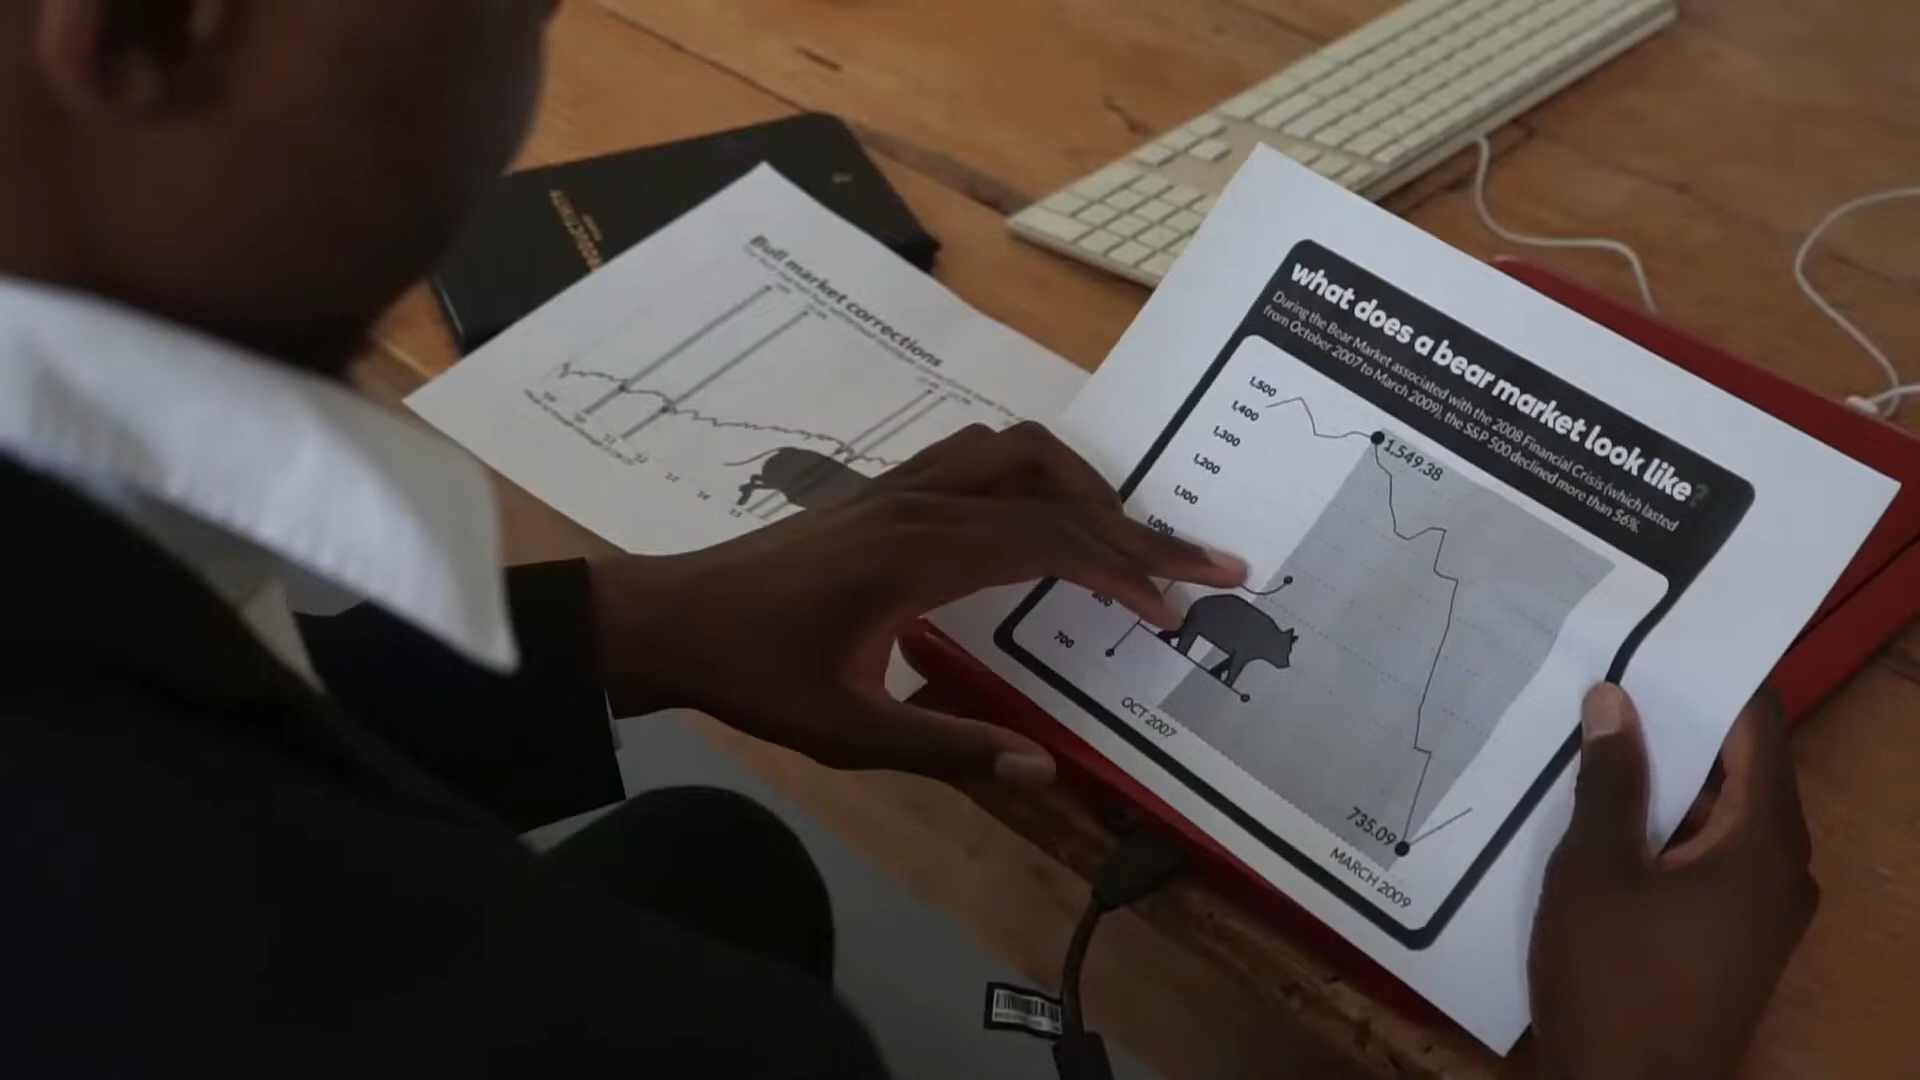 PRODUCTIVITY
Bull market corrections
what does a bear market look like?
During the Bear Market associated with the 2008 Financial Crisis (which lasted
from October 2007 to March 2009), the S&P 500 declined more than 56%.
1,500
1,400
1,300
1,200
1,100
1,000
800
700
1,549.38
735.09
OCT 2007
MARCH 2009